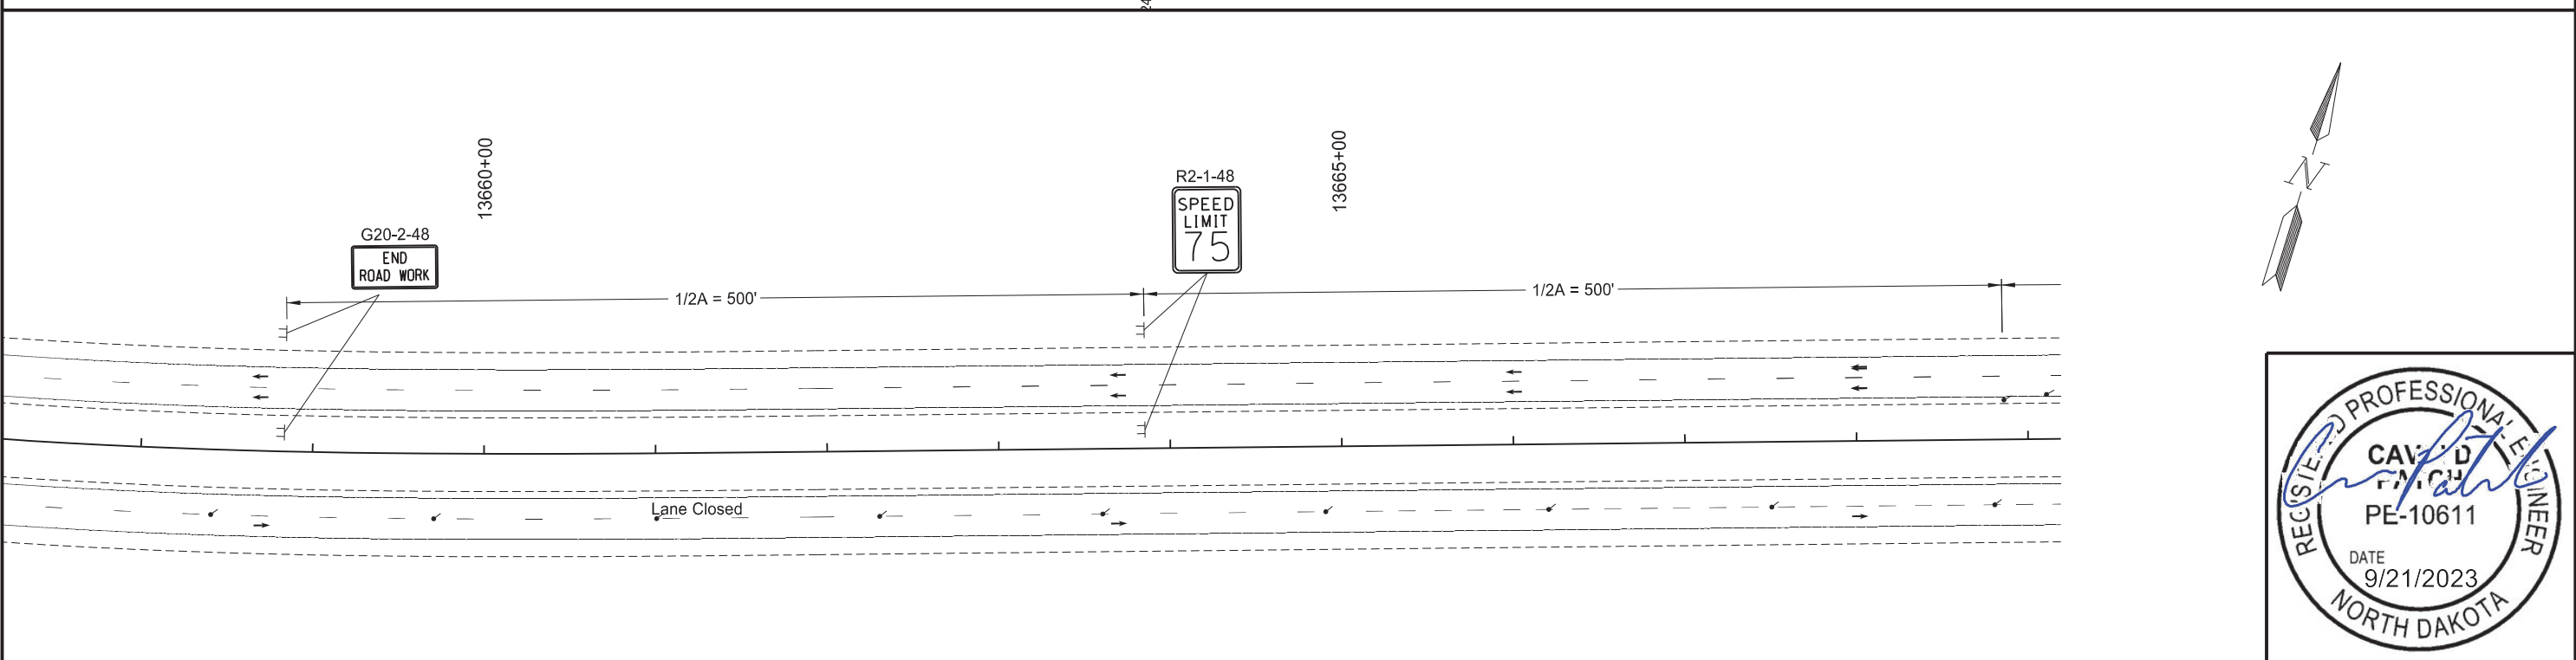 13660+00
13665+00
R2-1-48
SPEED
LIMIT
75
G20-2-48
END
ROAD WORK
1/2A = 500'
1/2A = 500'
N
Lane Closed
PROFESSIONAL
PE-10611
DATE
9/21/2023
NORTH DAKOTA